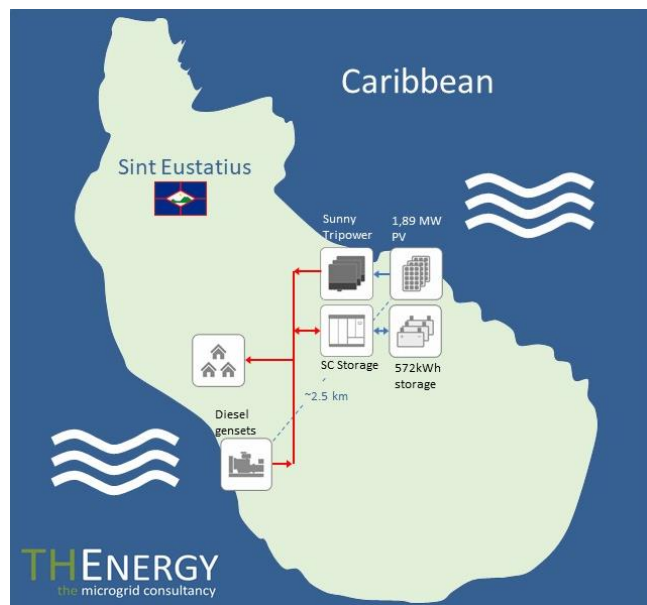 Caribbean
Sint Eustatius
Sunny
Tripower
1,89 MW
PV
SC Storage
572kWh
storage
~2.5 km
Diesel
gensets
THENERGY
the microgrid consultancy